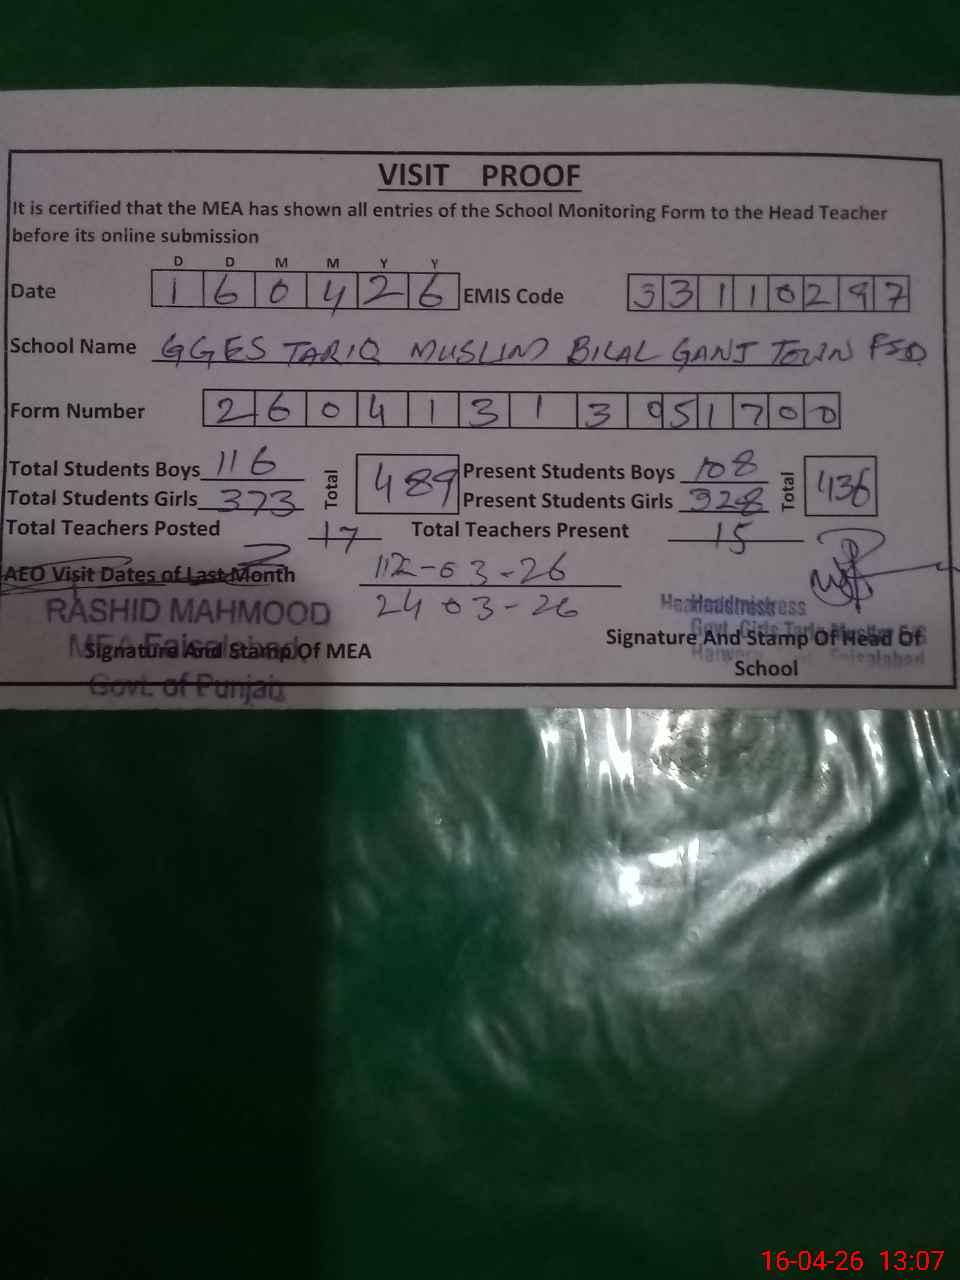 VISIT PROOF
It is certified that the MEA has shown all entries of the School Monitoring Form to the Head Teacher
before its online submission
D D M M Y Y
Date 1 6 0 4 2 6 EMIS Code 3 3 1 1 0 2 9 7
School Name GGES TARIQ MUSLIM BILAL GANJ TOWN FSD
Form Number 2 6 0 4 1 3 1 3 0 5 1 7 0 0
Total Students Boys 116 Total 489 Present Students Boys 108 Total 436
Total Students Girls 373 Present Students Girls 328
Total Teachers Posted 17 Total Teachers Present 15
AEO Visit Dates of Last Month 12-03-26
24 03-26
RASHID MAHMOOD
Headmistress
MEA Faisalabad
Govt. Girls
Signature And Stamp Of MEA
Signature And Stamp Of Head Of
School
Faisalabad
Govt. of Punjab
16-04-26 13:07